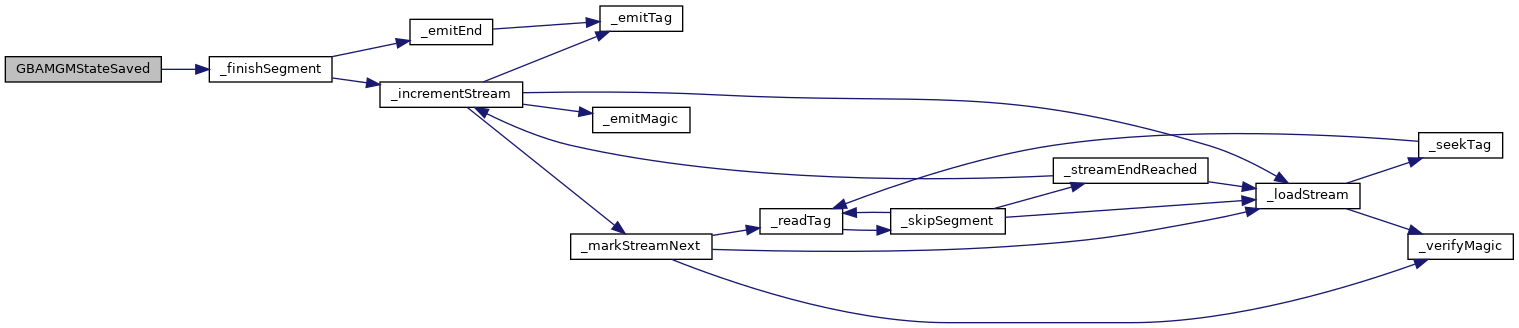 GBAMGMStateSaved
_finishSegment
_emitEnd
_emitTag
_incrementStream
_emitMagic
_markStreamNext
_readTag
_skipSegment
_streamEndReached
_loadStream
_seekTag
_verifyMagic